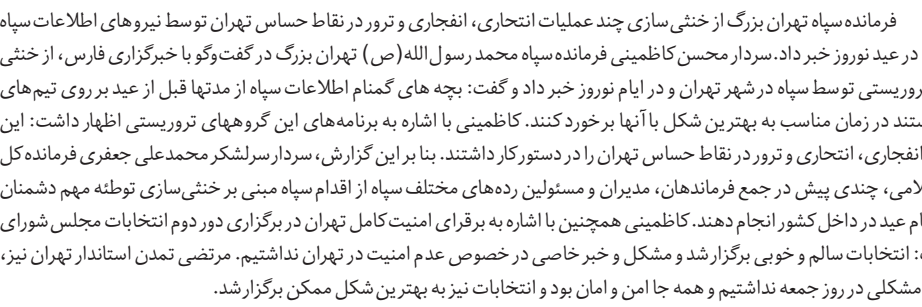 فرمانده سپاه تهران بزرگ از خنثی سازی چند عملیات انتحاری، انفجاری و ترور در نقاط حساس تهران توسط نیروهای اطلاعات سپاه
در عید نوروز خبر داد. سردار محسن کاظمینی فرمانده سپاه محمد رسول الله (ص) تهران بزرگ در گفت‌وگو با خبرگزاری فارس، از خنثی
توسط سپاه در شهر تهران و در ایام نوروز خبر داد و گفت: بچه های گمنام اطلاعات سپاه از مدتها قبل از عید بر روی تیم‌های
در زمان مناسب به بهترین شکل با آنها برخورد کنند. کاظمینی با اشاره به برنامه‌های این گروههای تروریستی اظهار داشت: این
انفجاری، انتحاری و ترور در نقاط حساس تهران را در دستور کار داشتند. بنا بر این گزارش، سردار سرلشکر محمدعلی جعفری فرمانده کل
چندی پیش در جمع فرماندهان، مدیران و مسئولین رده‌های مختلف سپاه از اقدام سپاه مبنی بر خنثی‌سازی توطئه مهم دشمنان
عید در داخل کشور انجام دهند. کاظمینی همچنین با اشاره به برقرای امنیت کامل تهران در برگزاری دور دوم انتخابات مجلس شورای
: انتخابات سالم و خوبی برگزار شد و مشکل و خبر خاصی در خصوص عدم امنیت در تهران نداشتیم. مرتضی تمدن استاندار تهران نیز،
مشکلی در روز جمعه نداشتیم و همه جا امن و امان بود و انتخابات نیز به بهترین شکل ممکن برگزار شد.